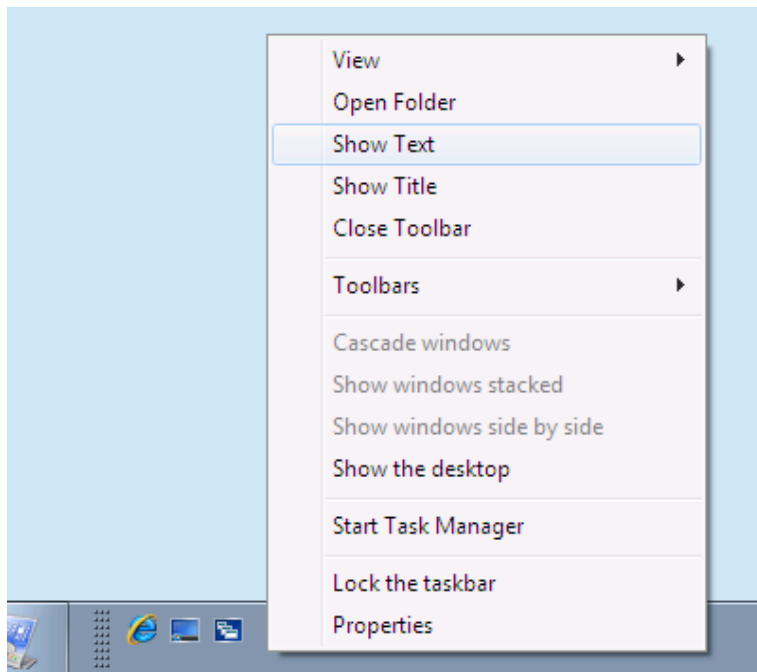 View
Open Folder
Show Text
Show Title
Close Toolbar
Toolbars
Cascade windows
Show windows stacked
Show windows side by side
Show the desktop
Start Task Manager
Lock the taskbar
Properties